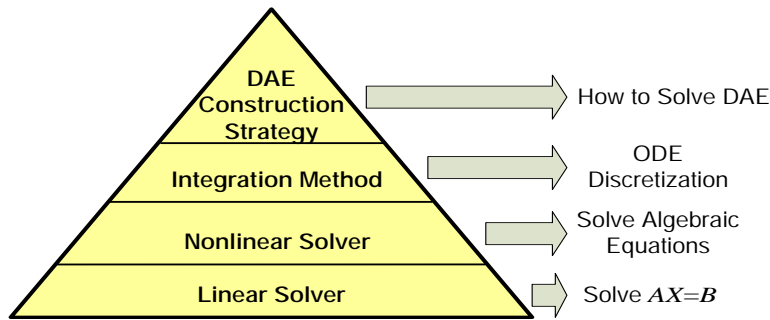 DAE
Construction
Strategy
How to Solve DAE
Integration Method
ODE
Discretization
Nonlinear Solver
Solve Algebraic
Equations
Linear Solver
Solve AX=B